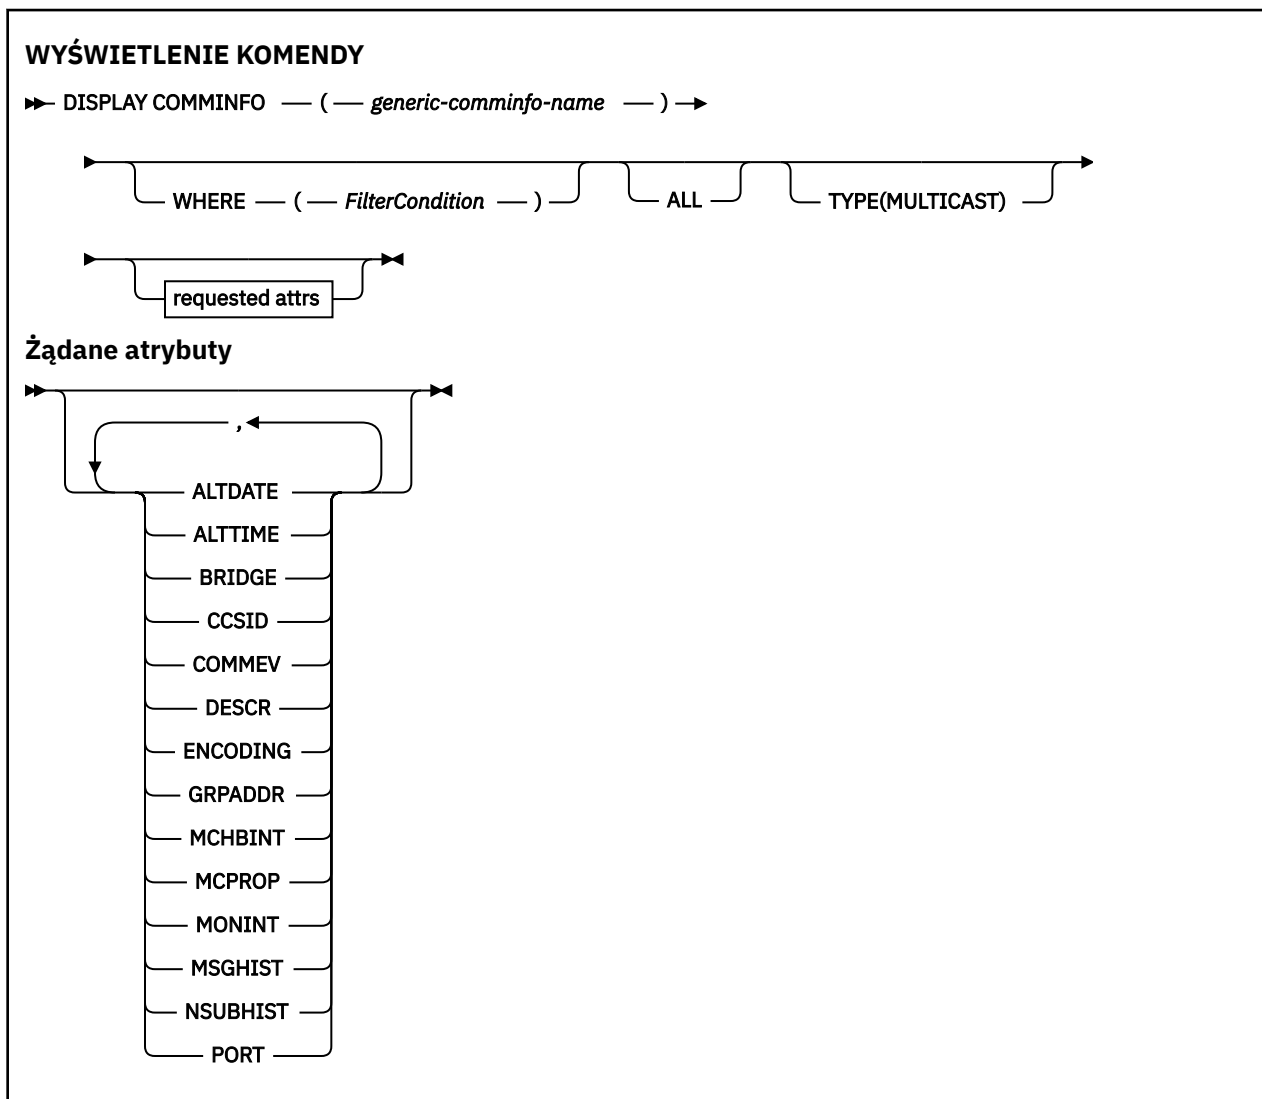 WYŚWIETLENIE KOMENDY
DISPLAY COMMINFO ( generic-comminfo-name )
WHERE ( FilterCondition ) ALL TYPE(MULTICAST)
requested attrs
Żądane atrybuty
,
ALTDATE
ALTTIME
BRIDGE
CCSID
COMMEV
DESCR
ENCODING
GRPADDR
MCHBINT
MCPROP
MONINT
MSGHIST
NSUBHIST
PORT